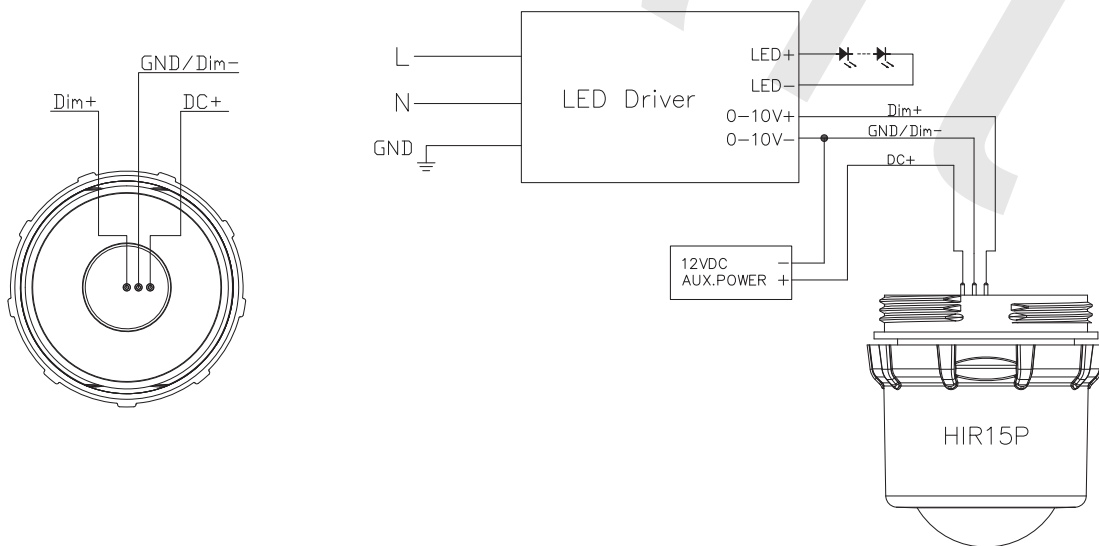 GND/Dim-
Dim+
DC+
L
N
GND
LED Driver
LED+
LED-
0-10V+
0-10V-
Dim+
GND/Dim-
DC+
12VDC -
AUX.POWER +
HIR15P